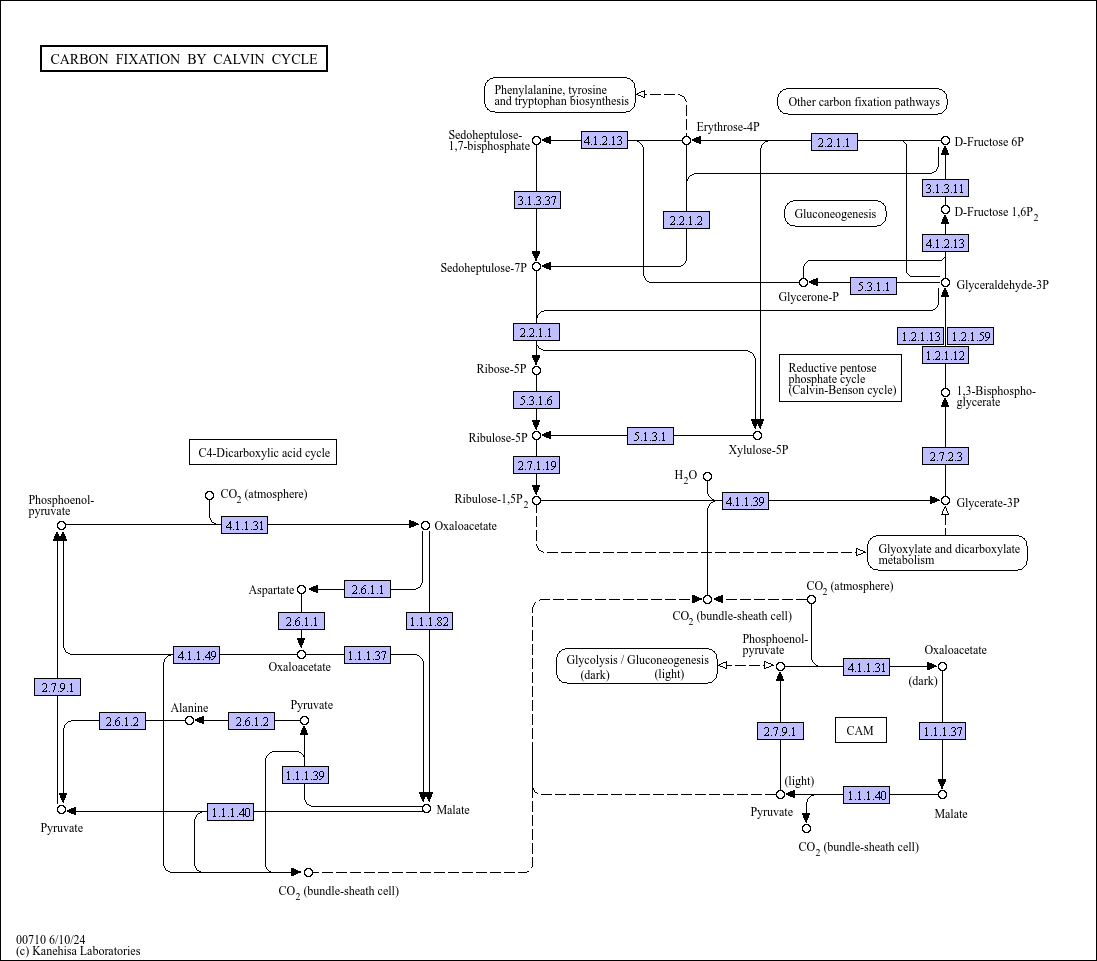 CARBON FIXATION BY CALVIN CYCLE
Phenylalanine, tyrosine
and tryptophan biosynthesis
Other carbon fixation pathways
Sedoheptulose-
1,7-bisphosphate
4.1.2.13
Erythrose-4P
2.2.1.1
D-Fructose 6P
3.1.3.11
3.1.3.37
2.2.1.2
Gluconeogenesis
D-Fructose 1,6P2
4.1.2.13
Sedoheptulose-7P
5.3.1.1
Glycerone-P
Glyceraldehyde-3P
2.2.1.1
1.2.1.13
1.2.1.59
1.2.1.12
Ribose-5P
Reductive pentose
phosphate cycle
(Calvin-Benson cycle)
1,3-Bisphospho-
glycerate
5.3.1.6
Ribulose-5P
5.1.3.1
Xylulose-5P
2.7.2.3
C4-Dicarboxylic acid cycle
2.7.1.19
H2O
Ribulose-1,5P2
4.1.1.39
Glycerate-3P
Phosphoenol-
pyruvate
CO2 (atmosphere)
4.1.1.31
Oxaloacetate
Glyoxylate and dicarboxylate
metabolism
Aspartate
2.6.1.1
2.6.1.1
1.1.1.82
CO2 (atmosphere)
CO2 (bundle-sheath cell)
4.1.1.49
Oxaloacetate
1.1.1.37
Phosphoenol-
pyruvate
Oxaloacetate
Glycolysis / Gluconeogenesis
(dark)
(light)
4.1.1.31
(dark)
2.7.9.1
Alanine
Pyruvate
2.6.1.2
2.6.1.2
2.7.9.1
CAM
1.1.1.37
1.1.1.39
(light)
1.1.1.40
Pyruvate
1.1.1.40
Malate
Pyruvate
Malate
CO2 (bundle-sheath cell)
CO2 (bundle-sheath cell)
00710 6/10/24
(c) Kanehisa Laboratories